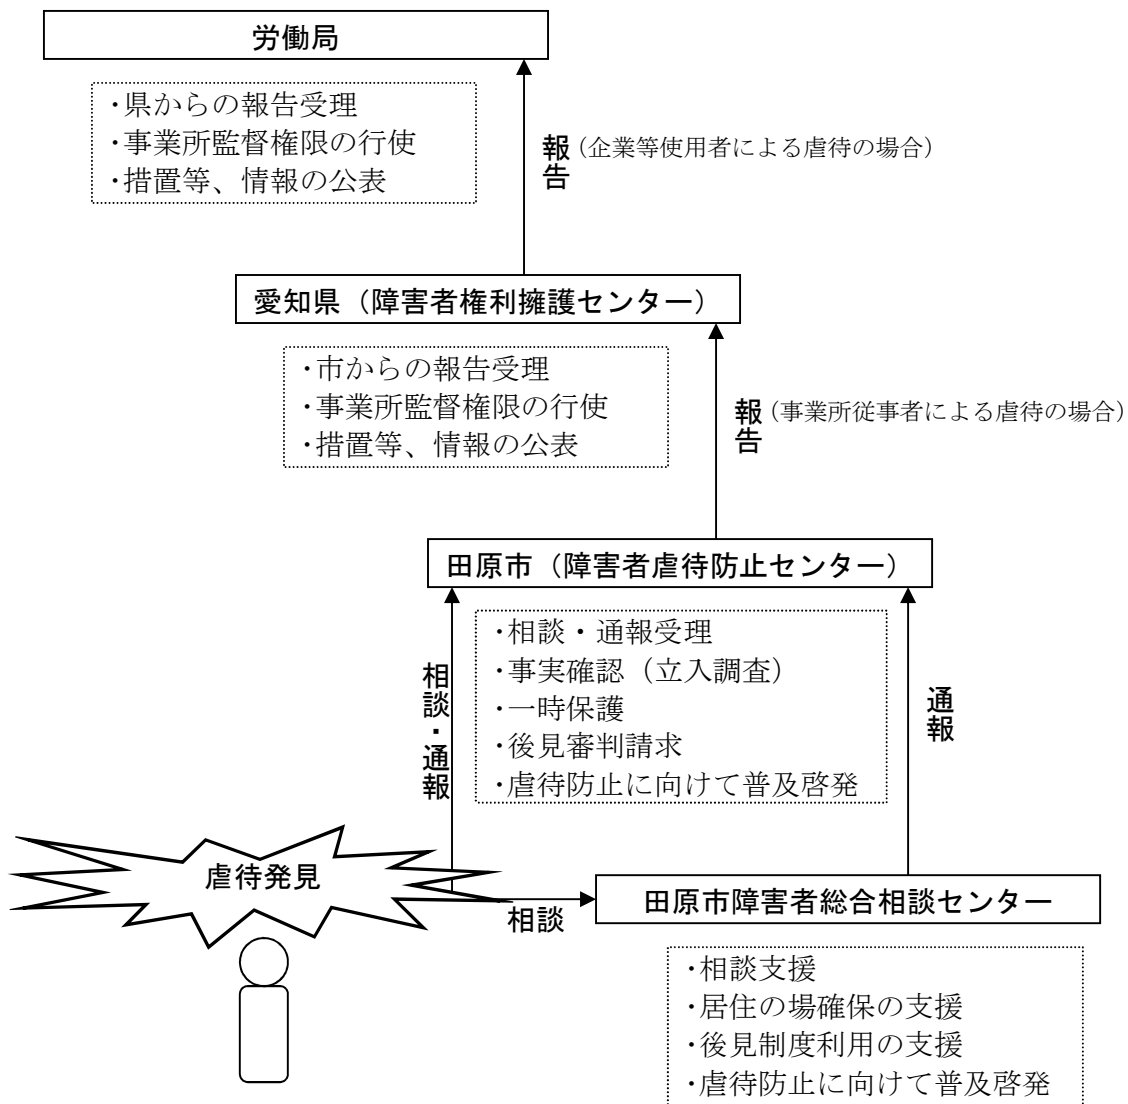 労働局
・県からの報告受理
・事業所監督権限の行使
・措置等、情報の公表
報告
(企業等使用者による虐待の場合)
愛知県（障害者権利擁護センター）
・市からの報告受理
・事業所監督権限の行使
・措置等、情報の公表
報告
(事業所従事者による虐待の場合)
田原市（障害者虐待防止センター）
・相談・通報受理
・事実確認（立入調査）
・一時保護
・後見審判請求
・虐待防止に向けて普及啓発
相談・通報
通報
虐待発見
相談
田原市障害者総合相談センター
・相談支援
・居住の場確保の支援
・後見制度利用の支援
・虐待防止に向けて普及啓発